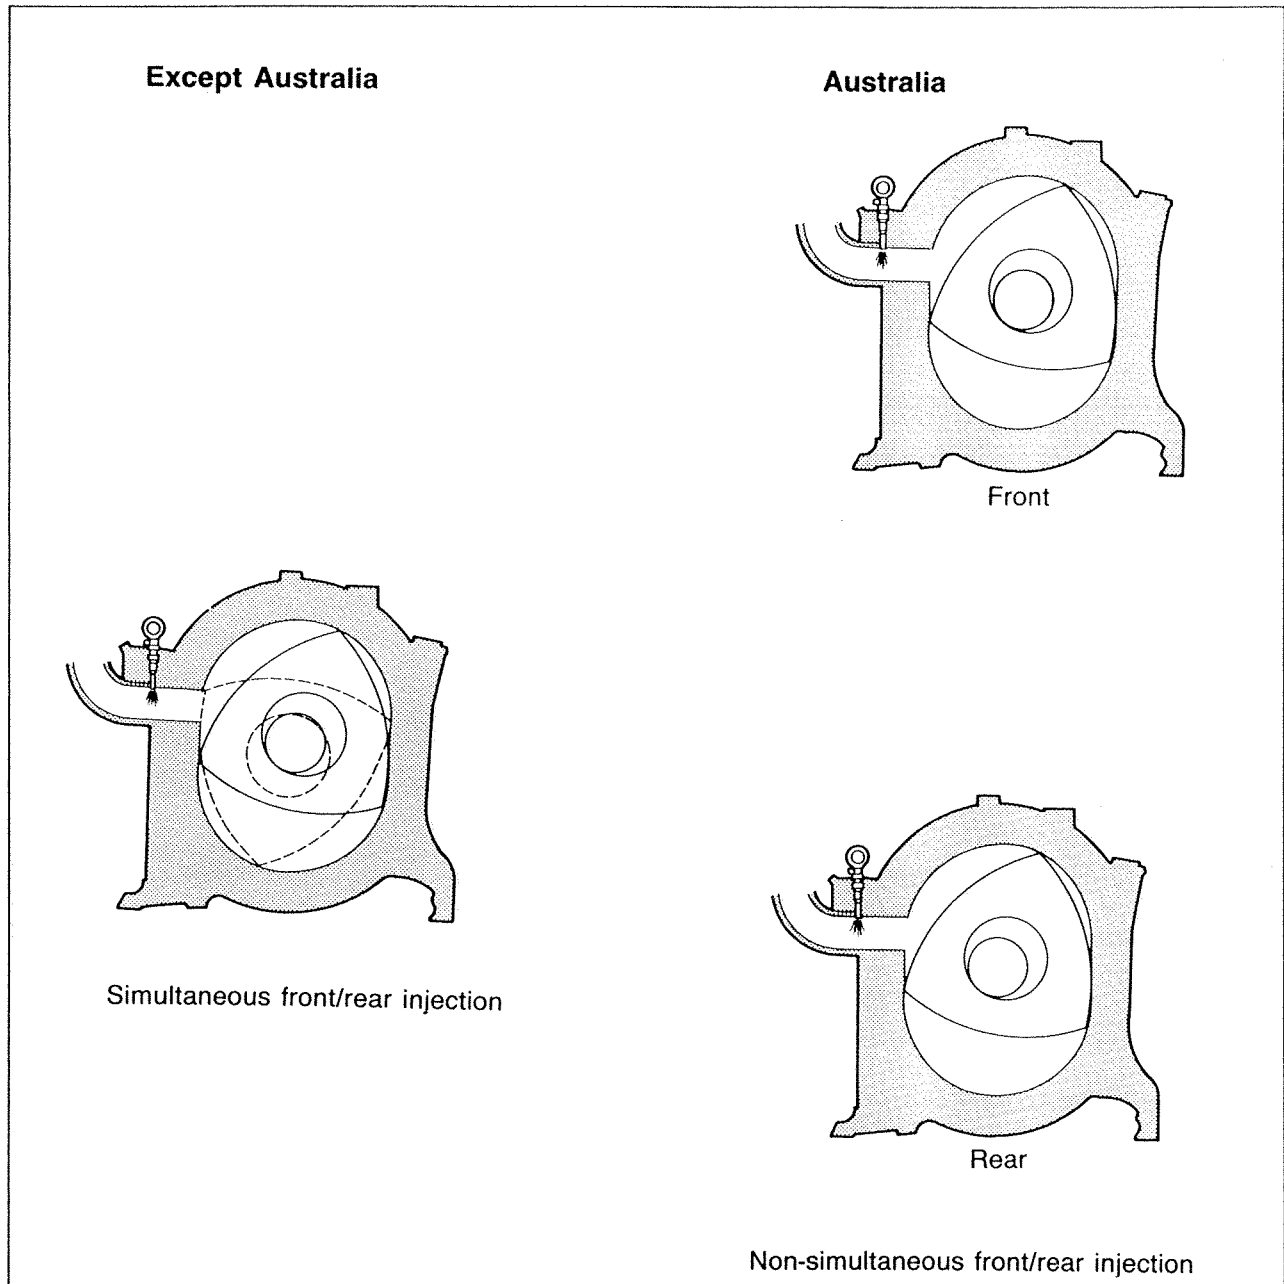 Except Australia
Australia
Front
Simultaneous front/rear injection
Rear
Non-simultaneous front/rear injection